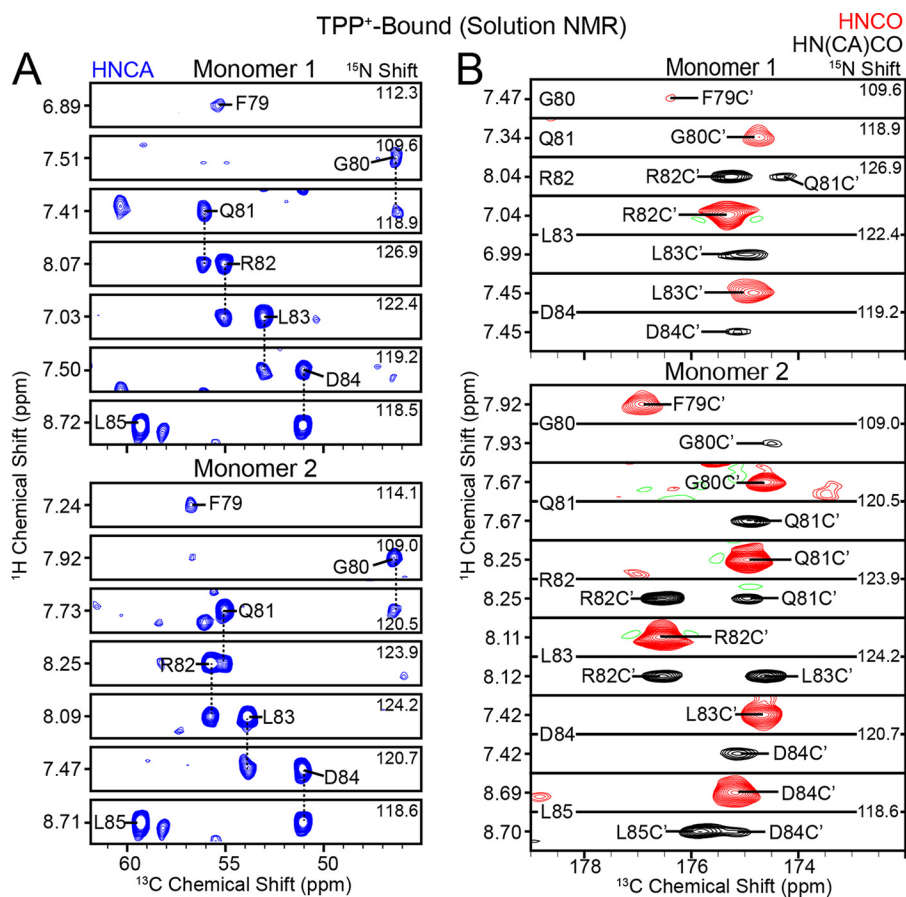 TPP⁺-Bound (Solution NMR)
HNCO
HN(CA)CO
A
HNCA
Monomer 1
¹⁵N Shift
6.89
F79
112.3
7.51
G80
109.6
7.41
Q81
118.9
8.07
R82
126.9
7.03
L83
122.4
7.50
D84
119.2
8.72
L85
118.5
Monomer 2
7.24
F79
114.1
7.92
G80
109.0
7.73
Q81
120.5
8.25
R82
123.9
8.09
L83
124.2
7.47
D84
120.7
8.71
L85
118.6
60
55
50
¹³C Chemical Shift (ppm)
¹H Chemical Shift (ppm)
B
Monomer 1
¹⁵N Shift
7.47
G80
F79C'
109.6
7.34
Q81
G80C'
118.9
8.04
R82
R82C'
Q81C'
126.9
7.04
R82C'
L83
122.4
6.99
L83C'
7.45
L83C'
D84
119.2
7.45
D84C'
Monomer 2
7.92
F79C'
G80
109.0
7.93
G80C'
7.67
G80C'
Q81
120.5
7.67
Q81C'
8.25
Q81C'
R82
123.9
8.25
R82C'
Q81C'
8.11
R82C'
L83
124.2
8.12
R82C'
L83C'
7.42
L83C'
D84
120.7
7.42
D84C'
8.69
D84C'
L85
118.6
8.70
L85C'
D84C'
178
176
174
¹³C Chemical Shift (ppm)
¹H Chemical Shift (ppm)